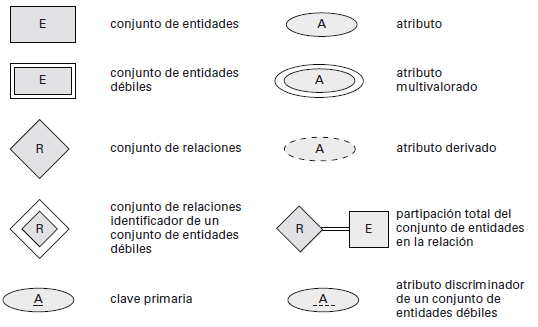 E
conjunto de entidades
A
atributo
E
conjunto de entidades
débiles
A
atributo
multivalorado
R
conjunto de relaciones
A
atributo derivado
R
conjunto de relaciones
identificador de un
conjunto de entidades
débiles
R
E
partipación total del
conjunto de entidades
en la relación
A
clave primaria
A
atributo discriminador
de un conjunto de
entidades débiles